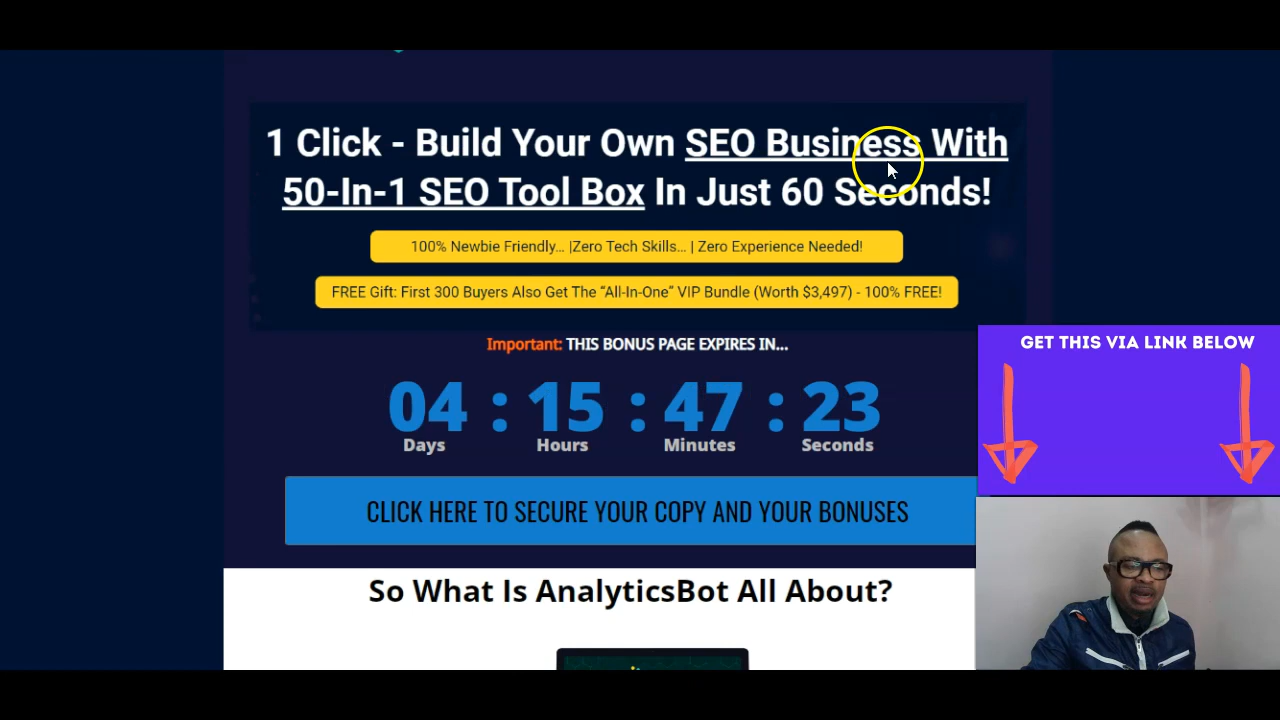 1 Click - Build Your Own SEO Business With
50-In-1 SEO Tool Box In Just 60 Seconds!
100% Newbie Friendly... |Zero Tech Skills... | Zero Experience Needed!
FREE Gift: First 300 Buyers Also Get The “All-In-One” VIP Bundle (Worth $3,497) - 100% FREE!
Important: THIS BONUS PAGE EXPIRES IN...
04 : 15 : 47 : 23
Days Hours Minutes Seconds
CLICK HERE TO SECURE YOUR COPY AND YOUR BONUSES
So What Is AnalyticsBot All About?
GET THIS VIA LINK BELOW